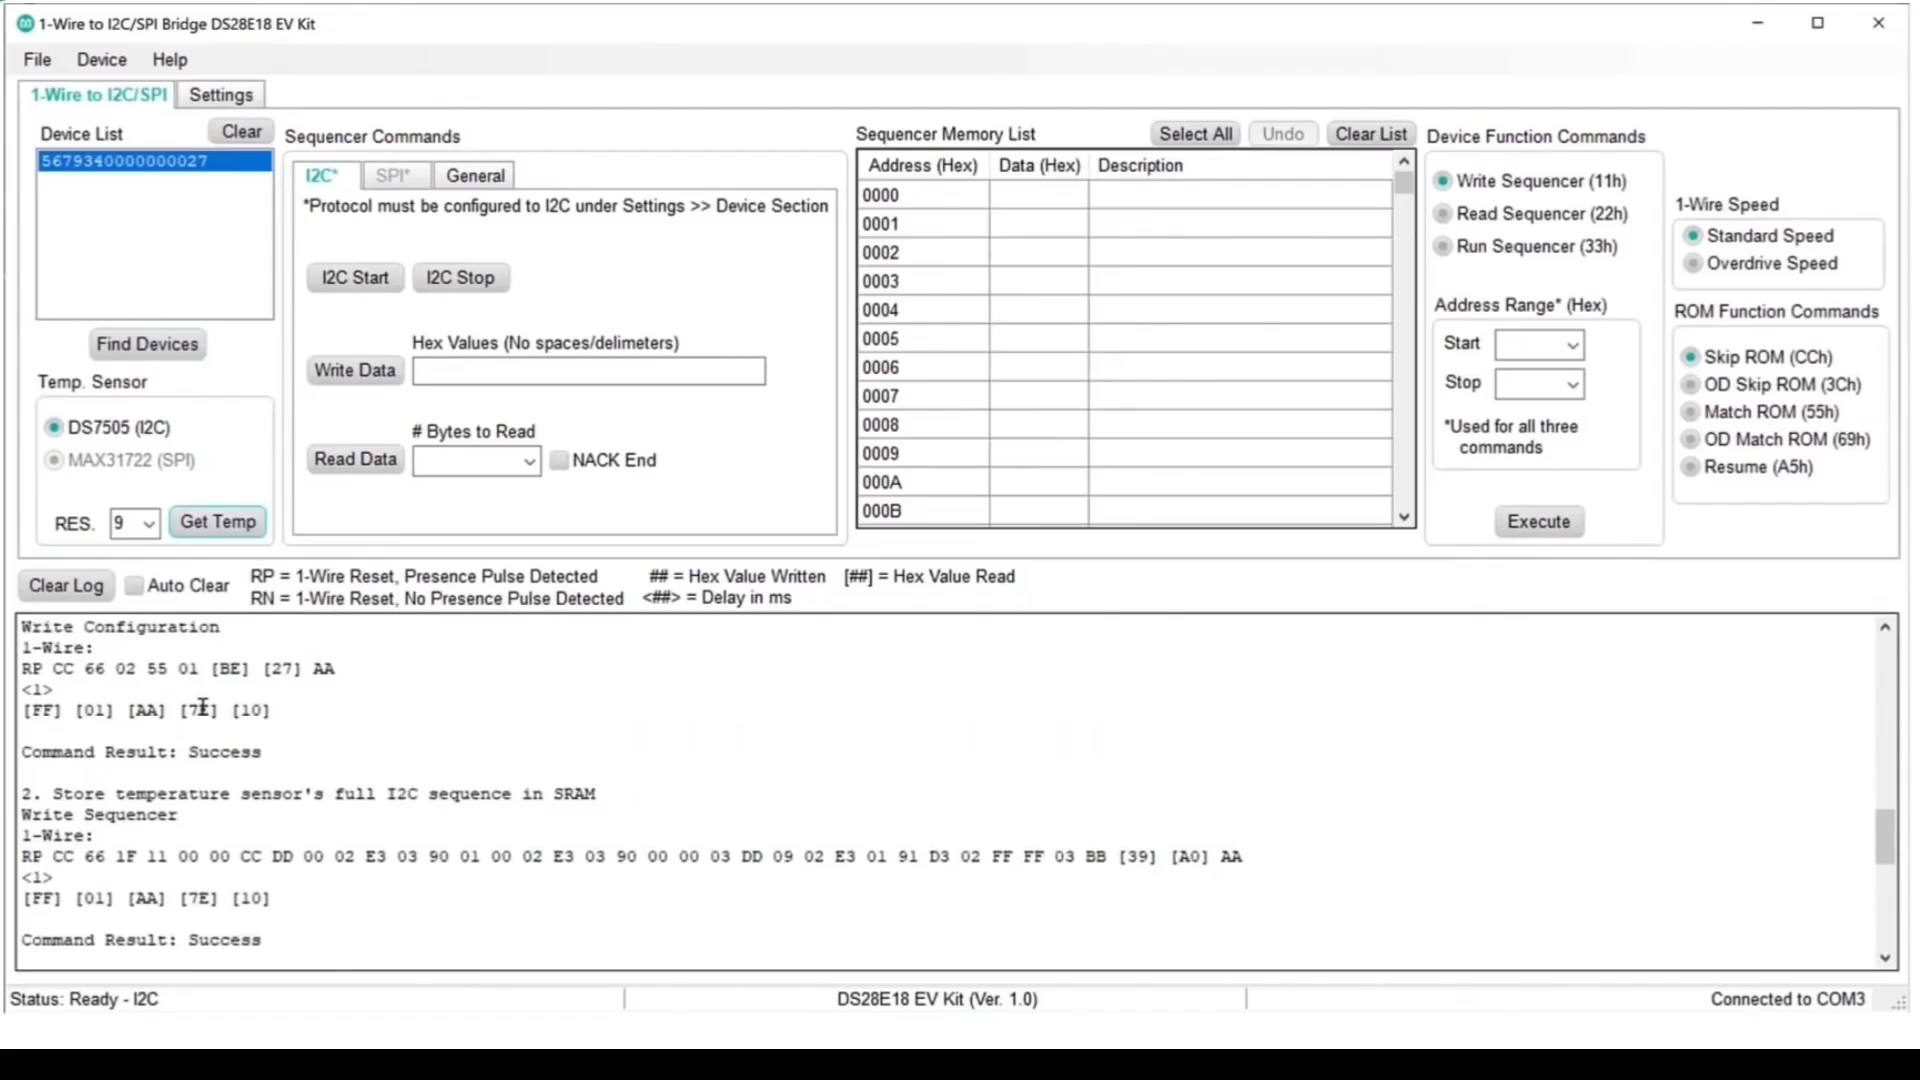 1-Wire to I2C/SPI Bridge DS28E18 EV Kit
File Device Help
1-Wire to I2C/SPI Settings
Device List Clear
5679340000000027
Find Devices
Temp. Sensor
DS7505 (I2C)
MAX31722 (SPI)
RES. 9 Get Temp
Sequencer Commands
I2C* SPI* General
*Protocol must be configured to I2C under Settings >> Device Section
I2C Start I2C Stop
Hex Values (No spaces/delimeters)
Write Data
# Bytes to Read
Read Data NACK End
Sequencer Memory List Select All Undo Clear List
Address (Hex) Data (Hex) Description
0000
0001
0002
0003
0004
0005
0006
0007
0008
0009
000A
000B
Device Function Commands
Write Sequencer (11h)
Read Sequencer (22h)
Run Sequencer (33h)
Address Range* (Hex)
Start
Stop
*Used for all three
commands
Execute
1-Wire Speed
Standard Speed
Overdrive Speed
ROM Function Commands
Skip ROM (CCh)
OD Skip ROM (3Ch)
Match ROM (55h)
OD Match ROM (69h)
Resume (A5h)
Clear Log Auto Clear
RP = 1-Wire Reset, Presence Pulse Detected ## = Hex Value Written [##] = Hex Value Read
RN = 1-Wire Reset, No Presence Pulse Detected <##> = Delay in ms
Write Configuration
1-Wire:
RP CC 66 02 55 01 [BE] [27] AA
<1>
[FF] [01] [AA] [7E] [10]
Command Result: Success
2. Store temperature sensor's full I2C sequence in SRAM
Write Sequencer
1-Wire:
RP CC 66 1F 11 00 00 CC DD 00 02 E3 03 90 01 00 02 E3 03 90 00 00 03 DD 09 02 E3 01 91 D3 02 FF FF 03 BB [39] [A0] AA
<1>
[FF] [01] [AA] [7E] [10]
Command Result: Success
Status: Ready - I2C DS28E18 EV Kit (Ver. 1.0) Connected to COM3